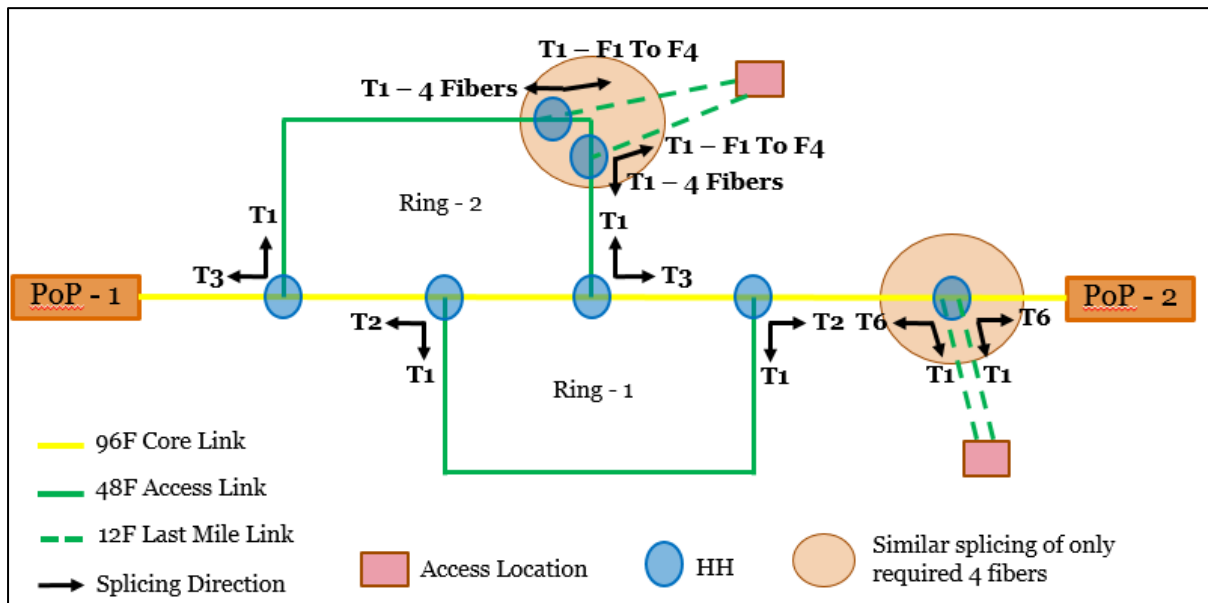 T1 – F1 To F4
T1 – 4 Fibers
T1 – F1 To F4
T1 – 4 Fibers
Ring - 2
T1
T3
T1
T3
PoP - 1
PoP - 2
T2
T1
T2
T1
T6
T6
T1
T1
Ring - 1
96F Core Link
48F Access Link
12F Last Mile Link
Splicing Direction
Access Location
HH
Similar splicing of only
required 4 fibers